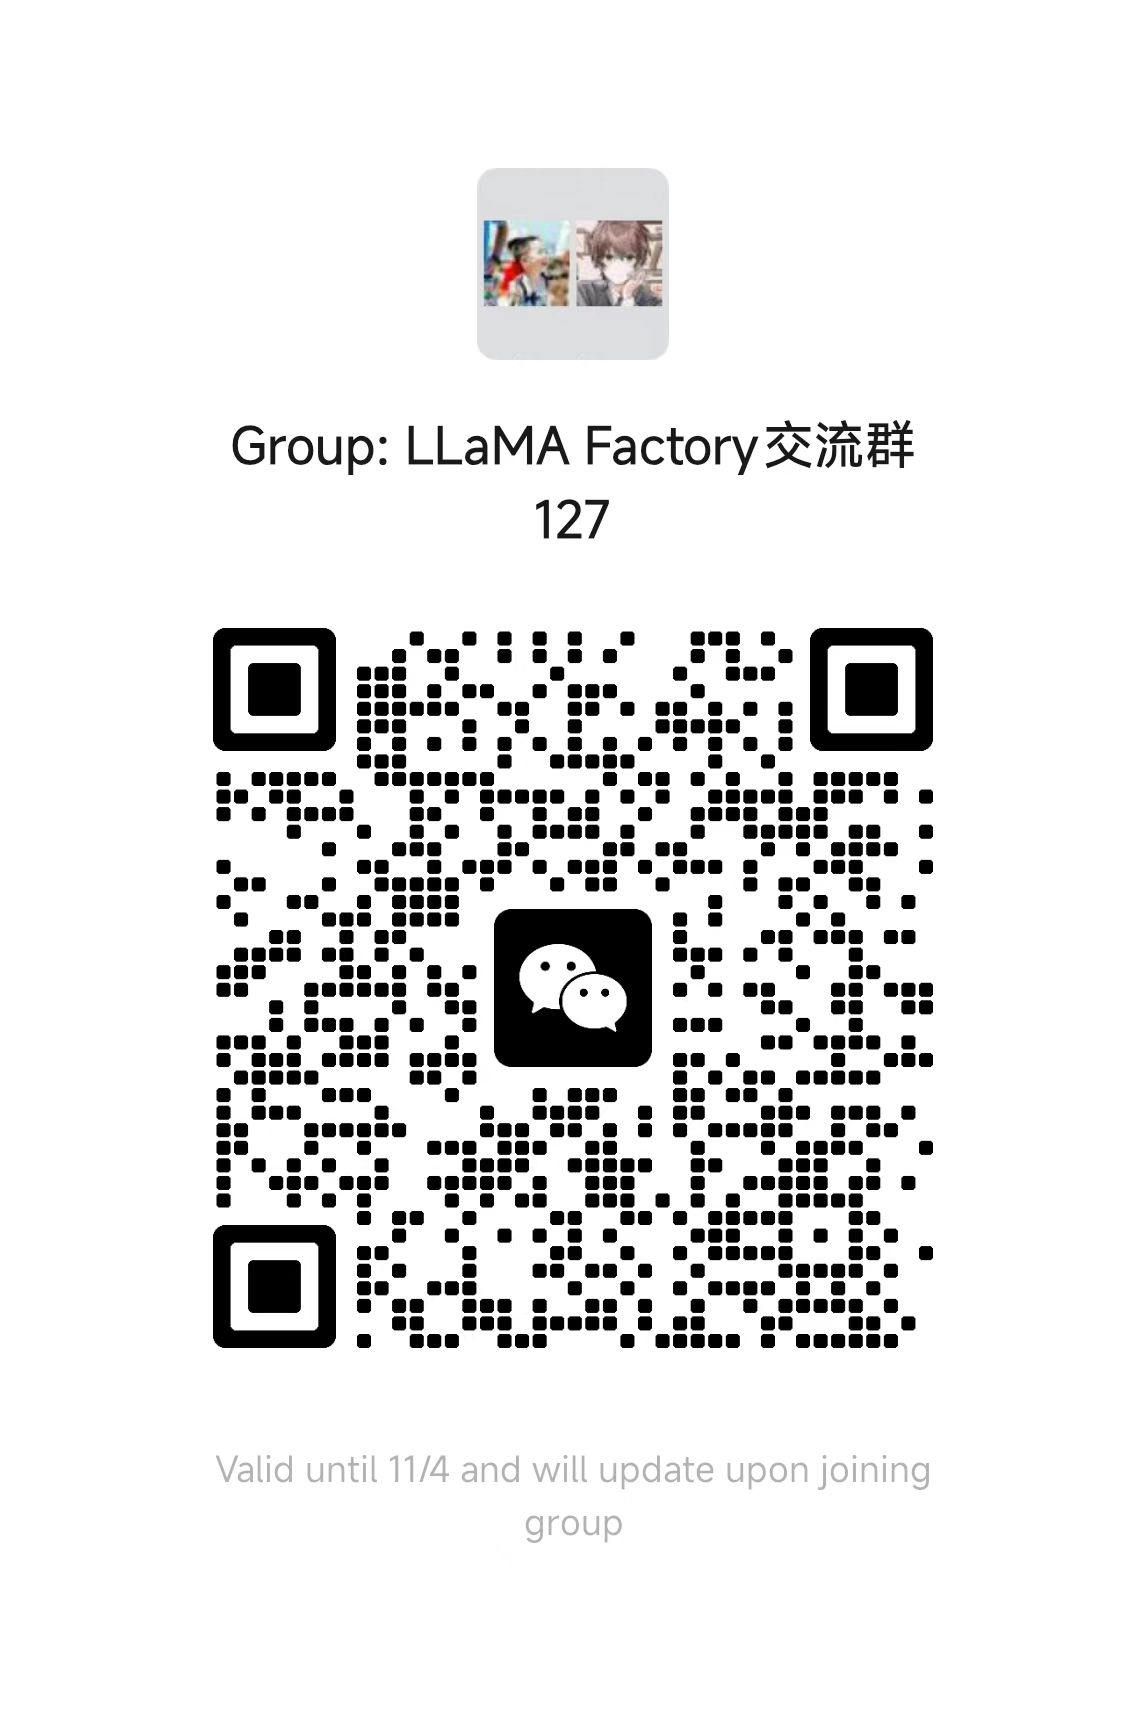 Group: LLaMA Factory交流群
127
Valid until 11/4 and will update upon joining
group